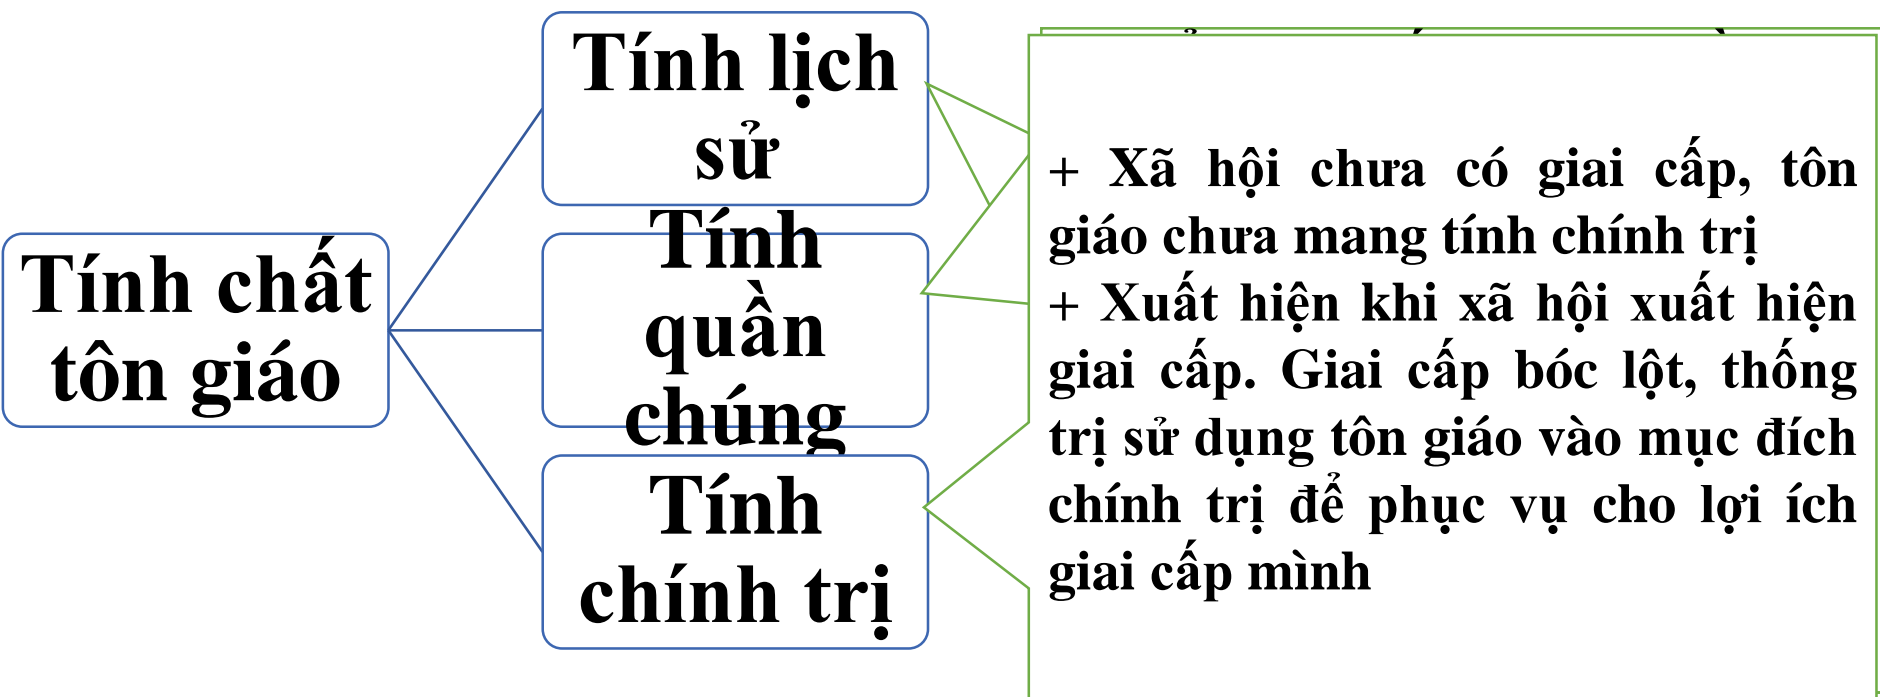 Tính chất
tôn giáo
Tính lịch
sử
Tính
quần
chúng
Tính
chính trị
+ Xã hội chưa có giai cấp, tôn
giáo chưa mang tính chính trị
+ Xuất hiện khi xã hội xuất hiện
giai cấp. Giai cấp bóc lột, thống
trị sử dụng tôn giáo vào mục đích
chính trị để phục vụ cho lợi ích
giai cấp mình